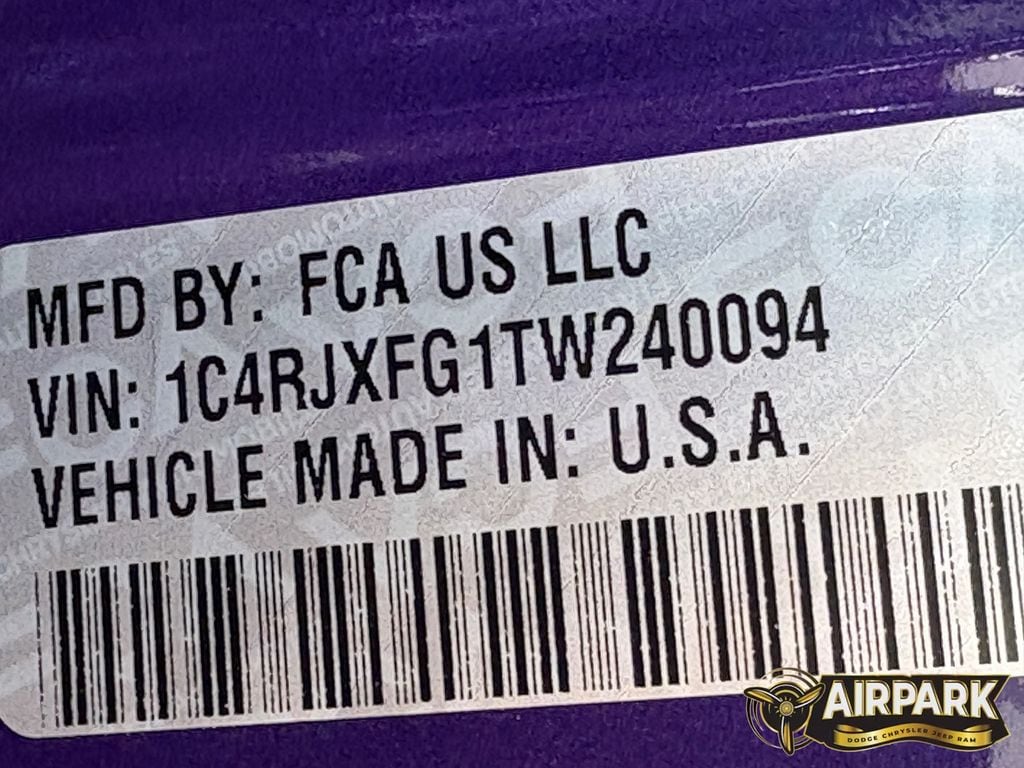 MFD BY: FCA US LLC
VIN: 1C4RJXFG1TW240094
VEHICLE MADE IN: U.S.A.
AIRPARK
DODGE CHRYSLER JEEP RAM